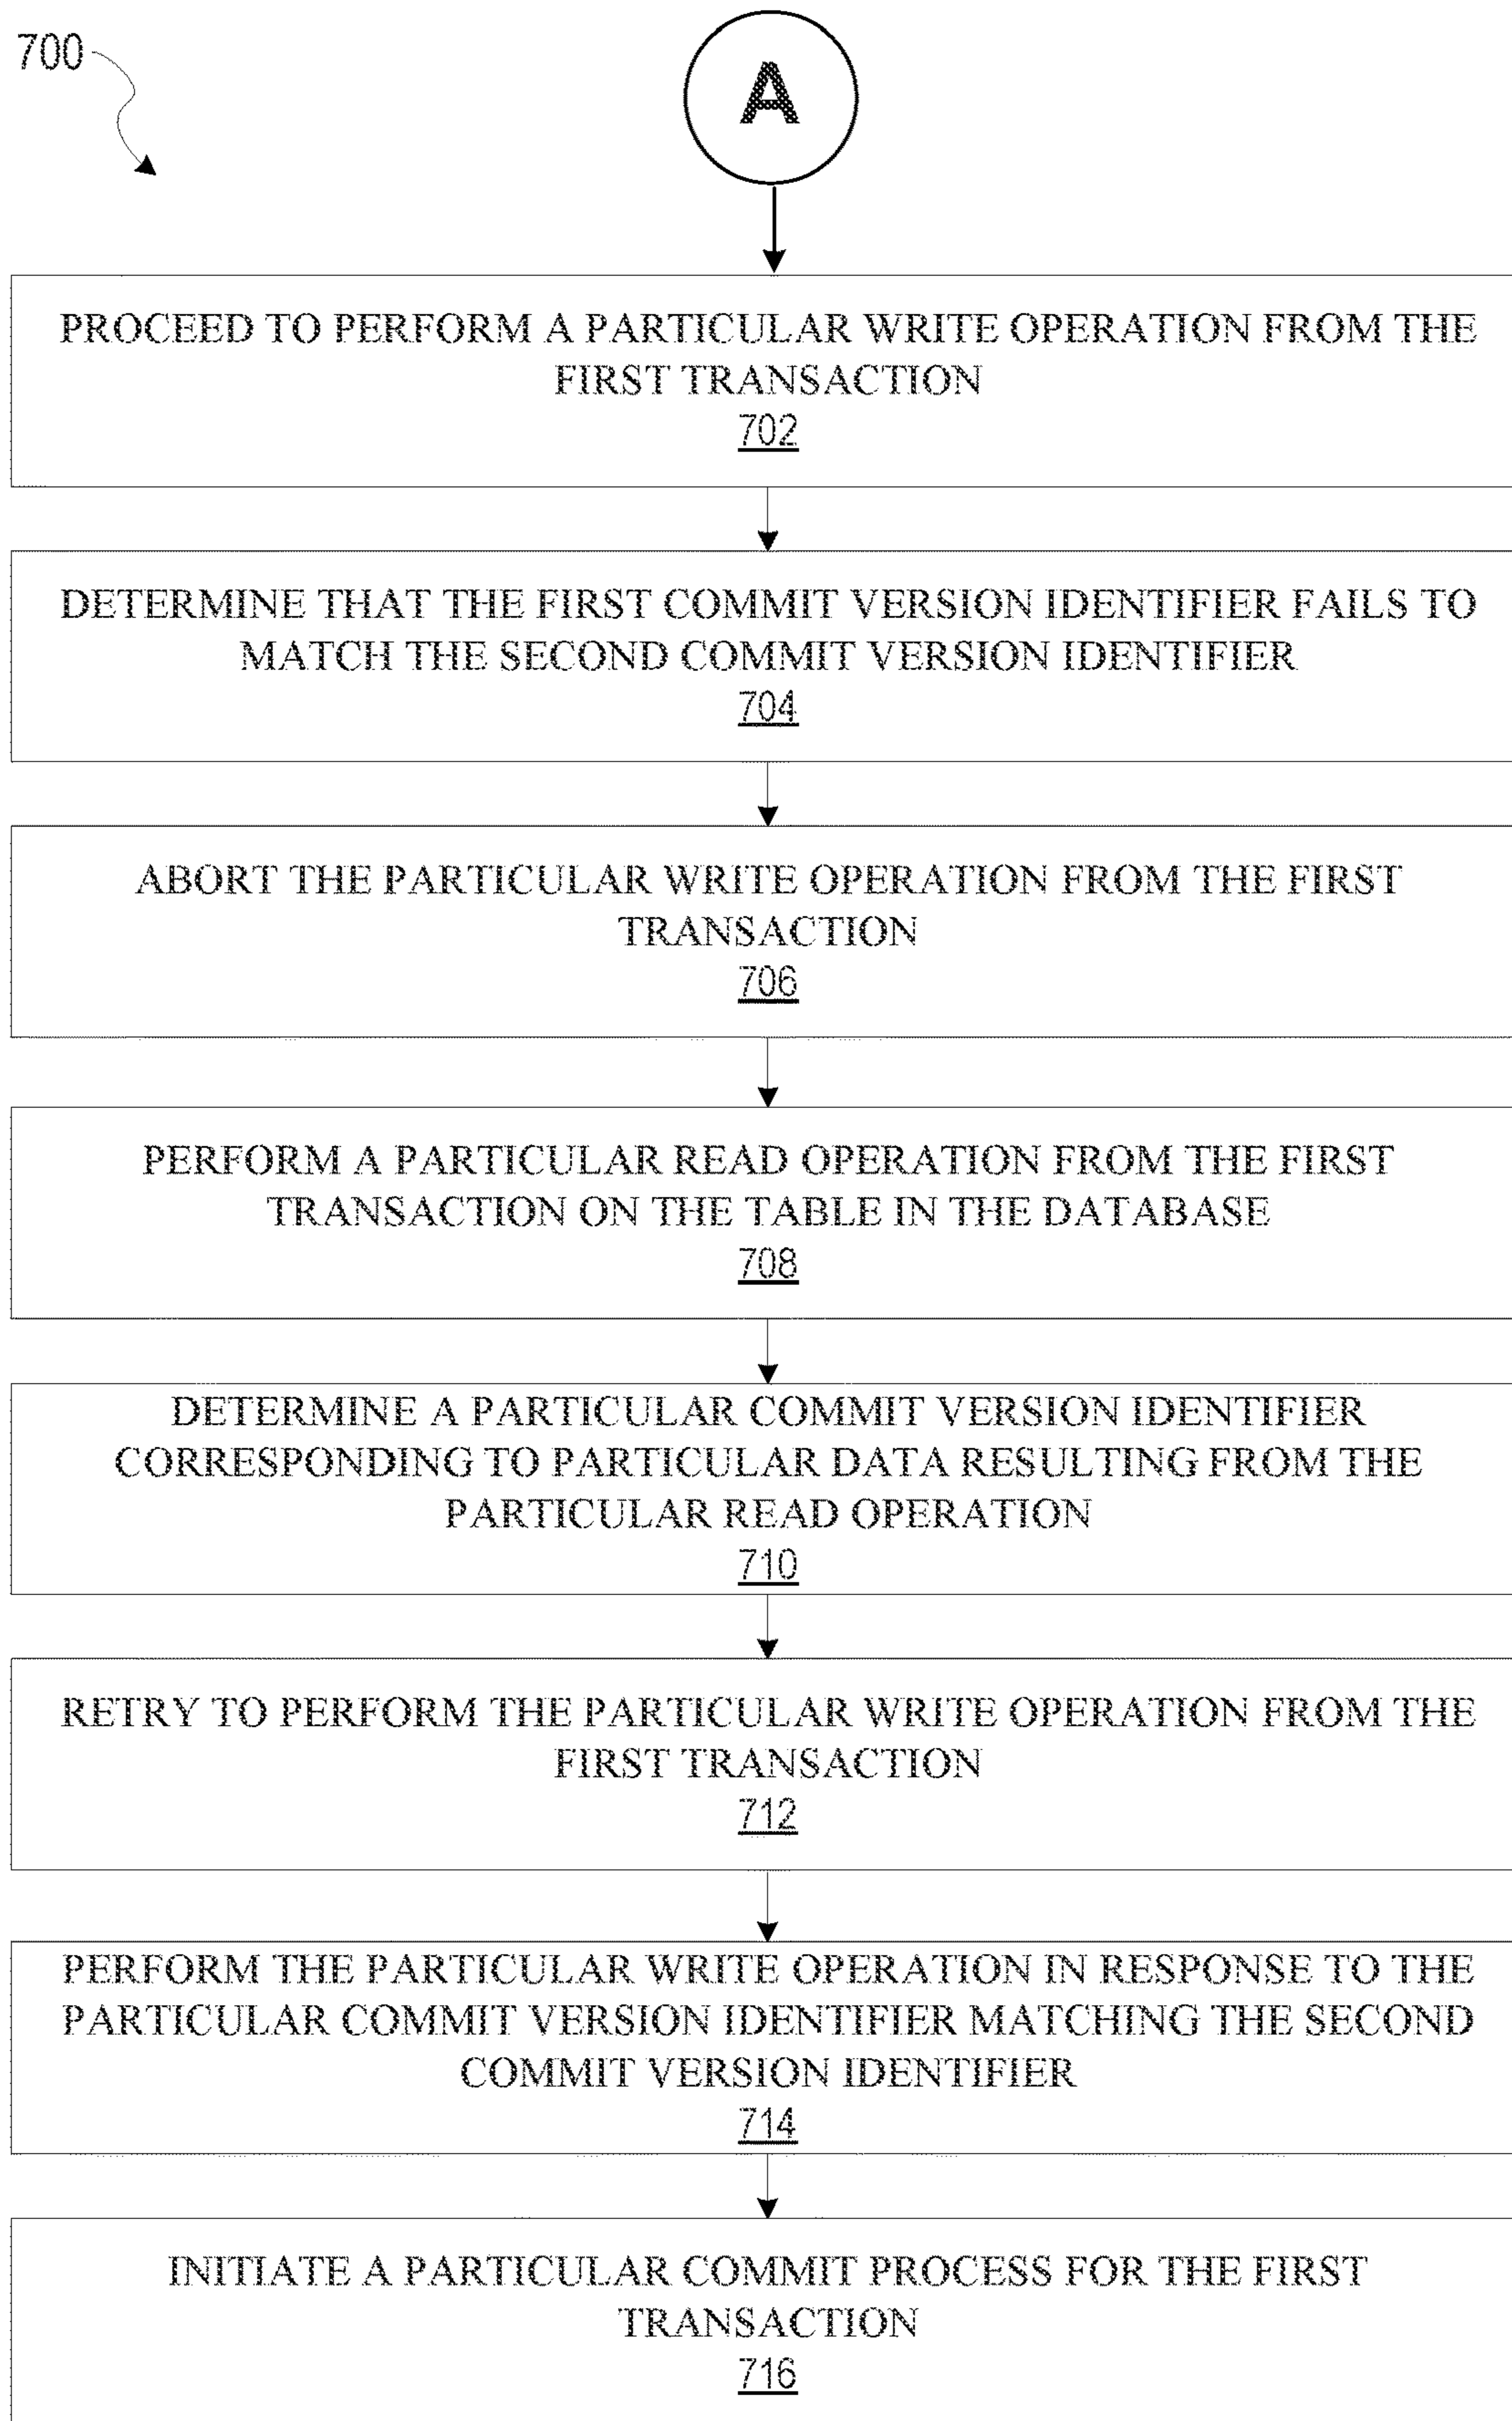 700
A
PROCEED TO PERFORM A PARTICULAR WRITE OPERATION FROM THE
FIRST TRANSACTION
702
DETERMINE THAT THE FIRST COMMIT VERSION IDENTIFIER FAILS TO
MATCH THE SECOND COMMIT VERSION IDENTIFIER
704
ABORT THE PARTICULAR WRITE OPERATION FROM THE FIRST
TRANSACTION
706
PERFORM A PARTICULAR READ OPERATION FROM THE FIRST
TRANSACTION ON THE TABLE IN THE DATABASE
708
DETERMINE A PARTICULAR COMMIT VERSION IDENTIFIER
CORRESPONDING TO PARTICULAR DATA RESULTING FROM THE
PARTICULAR READ OPERATION
710
RETRY TO PERFORM THE PARTICULAR WRITE OPERATION FROM THE
FIRST TRANSACTION
712
PERFORM THE PARTICULAR WRITE OPERATION IN RESPONSE TO THE
PARTICULAR COMMIT VERSION IDENTIFIER MATCHING THE SECOND
COMMIT VERSION IDENTIFIER
714
INITIATE A PARTICULAR COMMIT PROCESS FOR THE FIRST
TRANSACTION
716